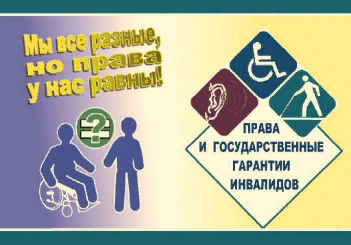 Мы все разные,
но права
у нас равны!
ПРАВА
И ГОСУДАРСТВЕННЫЕ
ГАРАНТИИ
ИНВАЛИДОВ